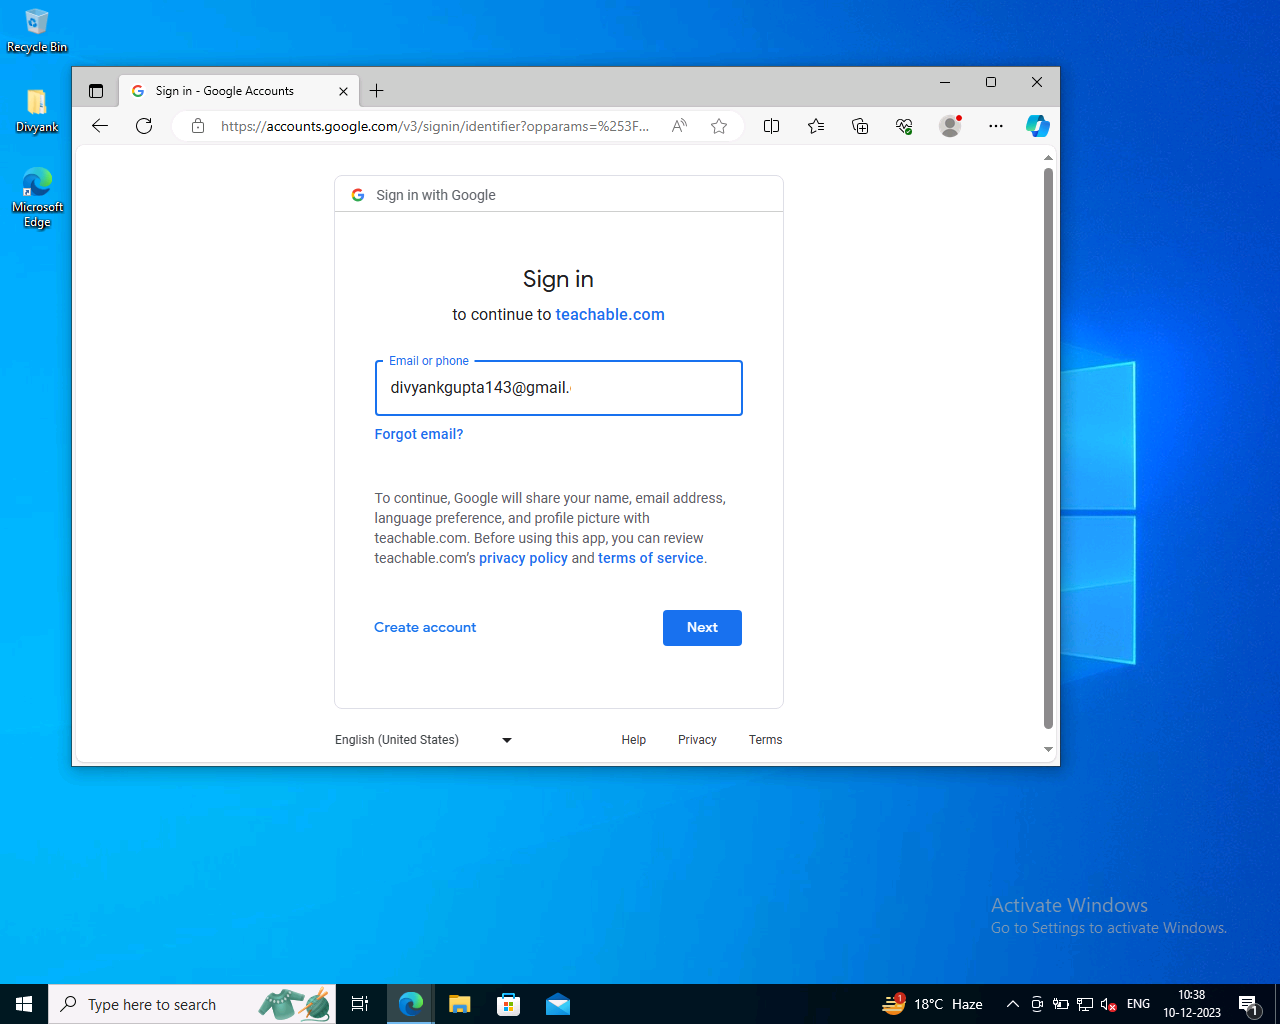 Recycle Bin
Divyank
Microsoft
Edge
Sign in - Google Accounts
https://accounts.google.com/v3/signin/identifier?opparams=%253F...
Sign in with Google
Sign in
to continue to teachable.com
Email or phone
divyankgupta143@gmail.
Forgot email?
To continue, Google will share your name, email address,
language preference, and profile picture with
teachable.com. Before using this app, you can review
teachable.com's privacy policy and terms of service.
Create account
Next
English (United States)
Help
Privacy
Terms
Activate Windows
Go to Settings to activate Windows.
Type here to search
1
18°C Haze
ENG
10:38
10-12-2023
1